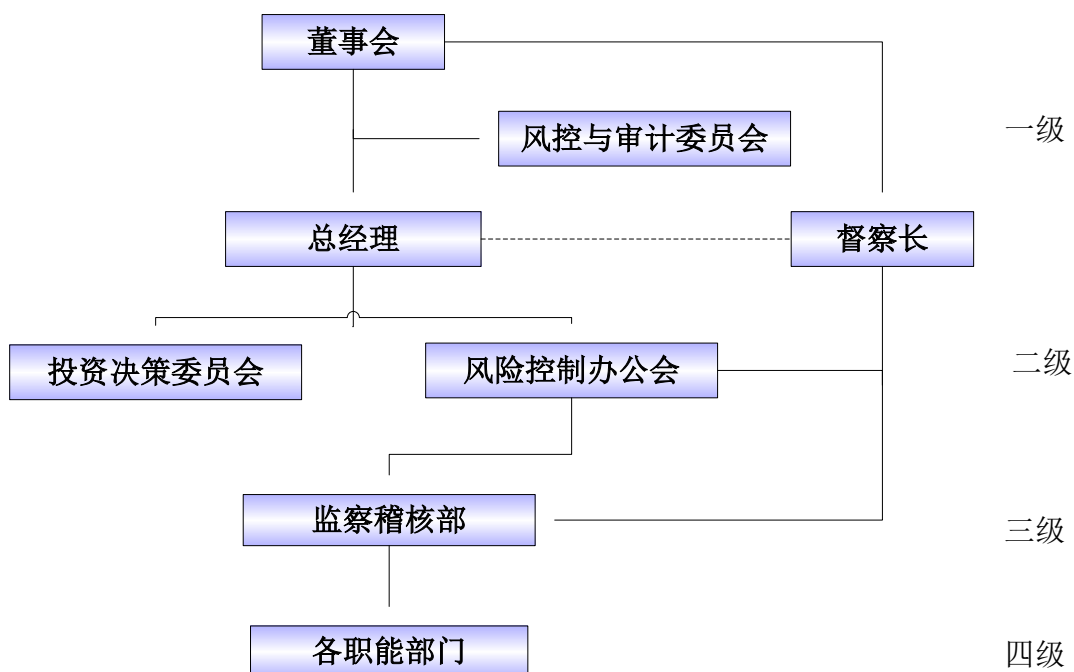 董事会
风控与审计委员会
一级
总经理
督察长
投资决策委员会
风险控制办公会
二级
监察稽核部
三级
各职能部门
四级